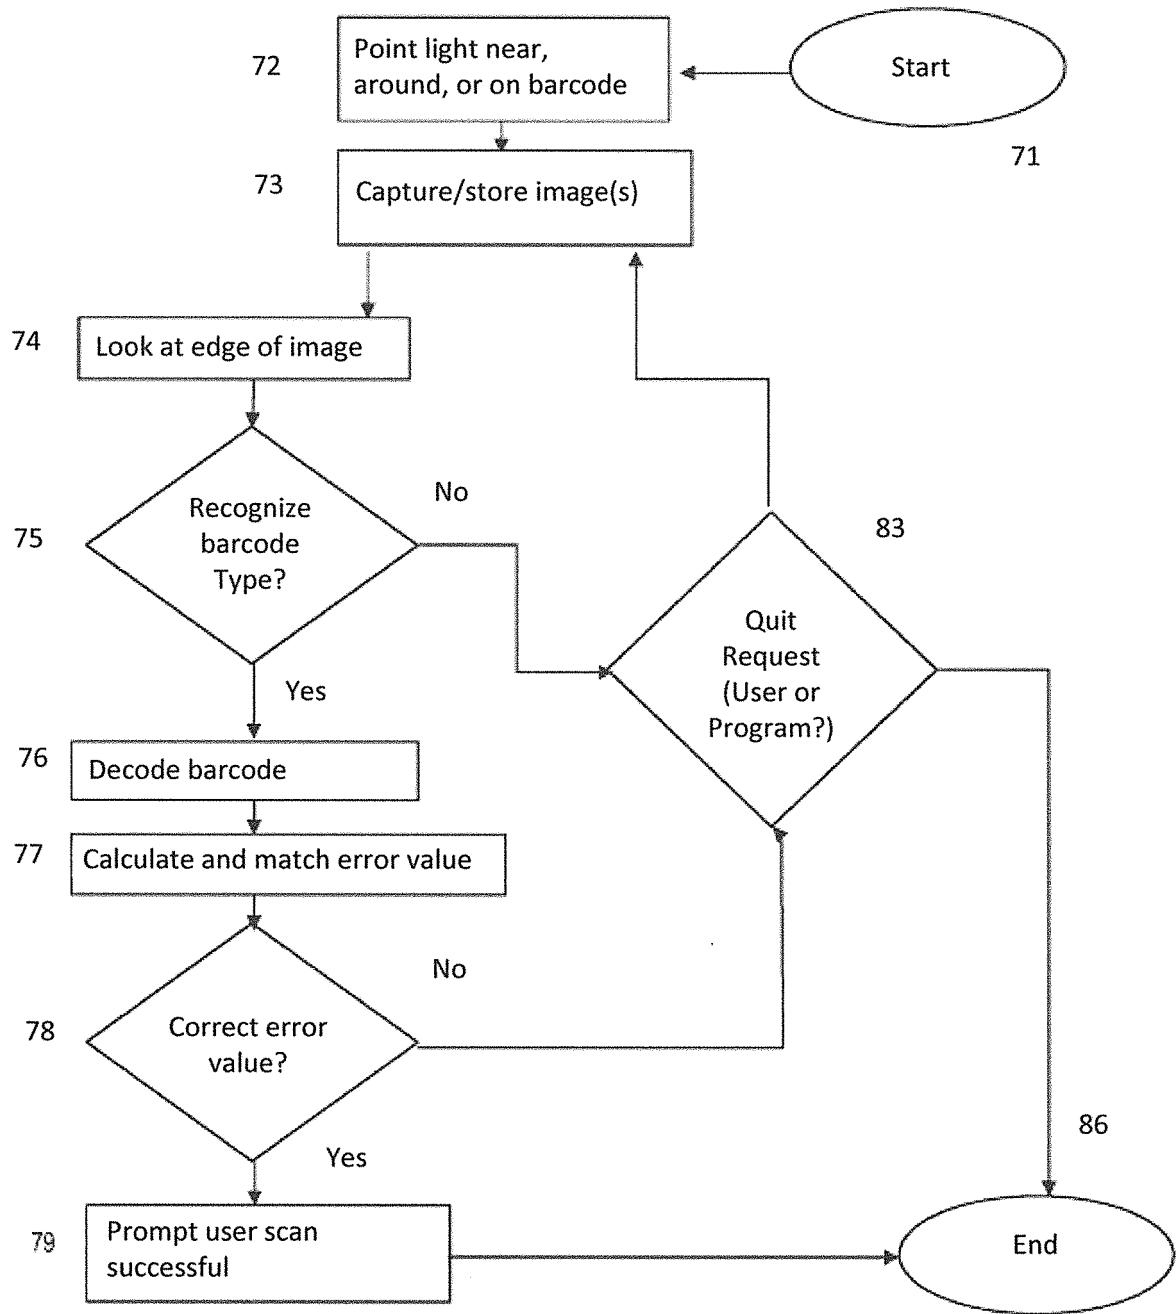 72
Point light near,
around, or on barcode
Start
71
73
Capture/store image(s)
74
Look at edge of image
75
Recognize
barcode
Type?
No
83
Quit
Request
(User or
Program?)
Yes
76
Decode barcode
77
Calculate and match error value
No
78
Correct error
value?
86
Yes
79
Prompt user scan
successful
End